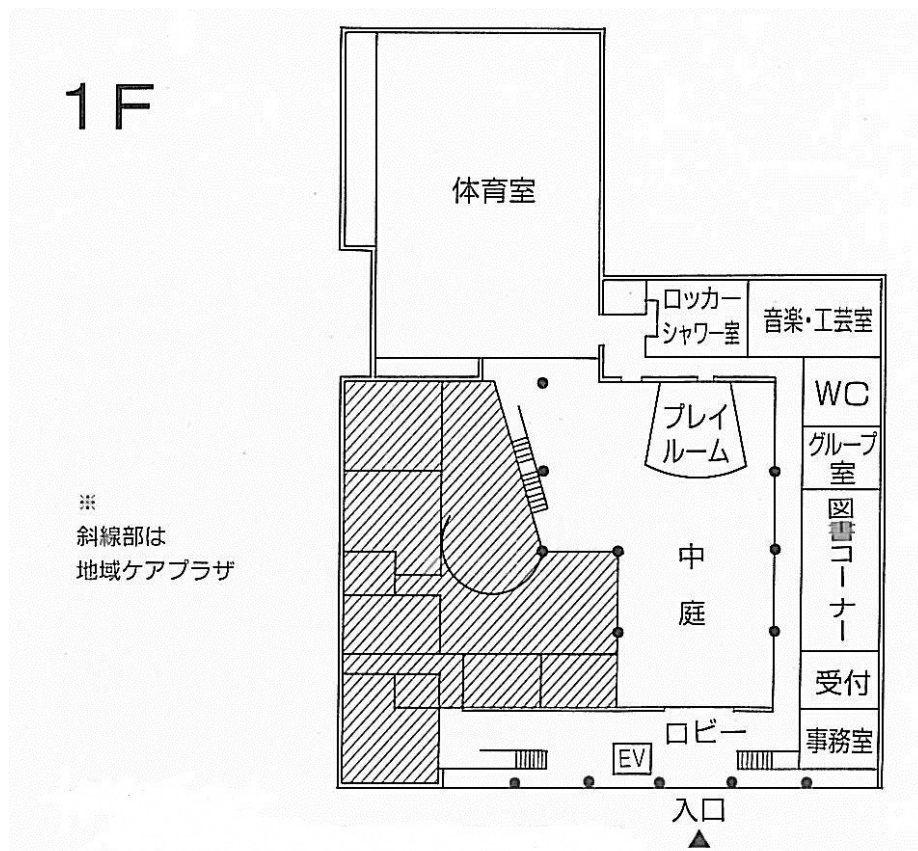 1F
体育室
ロッカー
シャワー室
音楽・工芸室
WC
プレイ
ルーム
グループ
室
図書コーナー
※
斜線部は
地域ケアプラザ
中庭
受付
ロビー
事務室
EV
入口